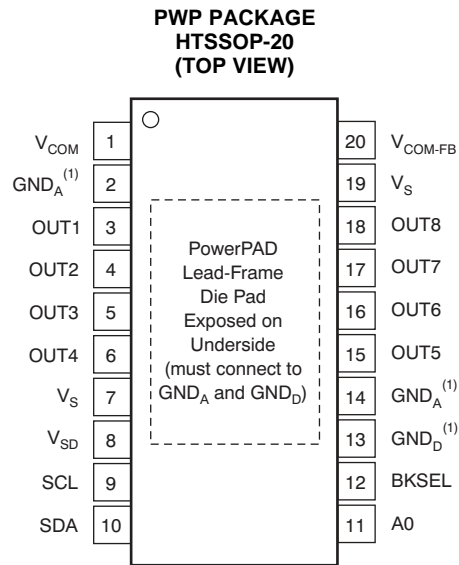 PWP PACKAGE
HTSSOP-20
(TOP VIEW)
V_COM 1
GND_A^(1) 2
OUT1 3
OUT2 4
OUT3 5
OUT4 6
V_S 7
V_SD 8
SCL 9
SDA 10
PowerPAD
Lead-Frame
Die Pad
Exposed on
Underside
(must connect to
GND_A and GND_D)
20 V_COM-FB
19 V_S
18 OUT8
17 OUT7
16 OUT6
15 OUT5
14 GND_A^(1)
13 GND_D^(1)
12 BKSEL
11 A0